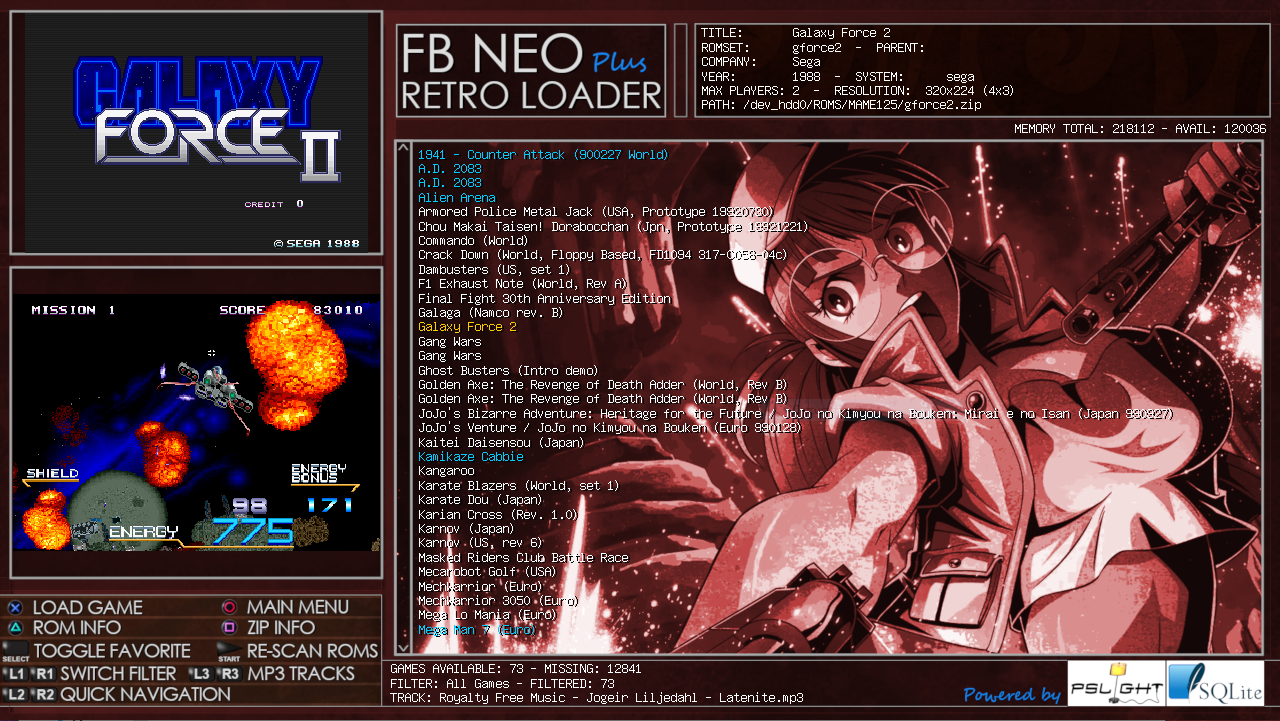 GALAXY
FORCE II
CREDIT 0
© SEGA 1988
MISSION 1
SCORE 83010
SHIELD
ENERGY
BONUS
98
171
ENERGY
775
LOAD GAME
MAIN MENU
ROM INFO
ZIP INFO
SELECT TOGGLE FAVORITE
START RE-SCAN ROMS
L1 R1 SWITCH FILTER L3 R3 MP3 TRACKS
L2 R2 QUICK NAVIGATION
FB NEO Plus
RETRO LOADER
TITLE: Galaxy Force 2
ROMSET: gforce2 - PARENT:
COMPANY: Sega
YEAR: 1988 - SYSTEM: sega
MAX PLAYERS: 2 - RESOLUTION: 320x224 (4x3)
PATH: /dev_hdd0/ROMS/MAME125/gforce2.zip
MEMORY TOTAL: 218112 - AVAIL: 120036
1941 - Counter Attack (900227 World)
A.D. 2083
A.D. 2083
Alien Arena
Armored Police Metal Jack (USA, Prototype 19920730)
Chou Makai Taisen! Dorabocchan (Jpn, Prototype 19921221)
Commando (World)
Crack Down (World, Floppy Based, FD1094 317-0058-04c)
Dambusters (US, set 1)
F1 Exhaust Note (World, Rev A)
Final Fight 30th Anniversary Edition
Galaga (Namco rev. B)
Galaxy Force 2
Gang Wars
Gang Wars
Ghost Busters (Intro demo)
Golden Axe: The Revenge of Death Adder (World, Rev B)
Golden Axe: The Revenge of Death Adder (World, Rev B)
JoJo's Bizarre Adventure: Heritage for the Future / JoJo no Kimyou na Bouken: Mirai e no Isan (Japan 990927)
JoJo's Venture / JoJo no Kimyou na Bouken (Euro 990128)
Kaitei Daisensou (Japan)
Kamikaze Cabbie
Kangaroo
Karate Blazers (World, set 1)
Karate Dou (Japan)
Karian Cross (Rev. 1.0)
Karnov (Japan)
Karnov (US, rev 6)
Masked Riders Club Battle Race
Mecarobot Golf (USA)
Mechwarrior (Euro)
Mechwarrior 3050 (Euro)
Mega Lo Mania (Euro)
Mega Man 7 (Euro)
GAMES AVAILABLE: 73 - MISSING: 12841
FILTER: All Games - FILTERED: 73
TRACK: Royalty Free Music - Jogeir Liljedahl - Latenite.mp3
Powered by PSLIGHT SQLite